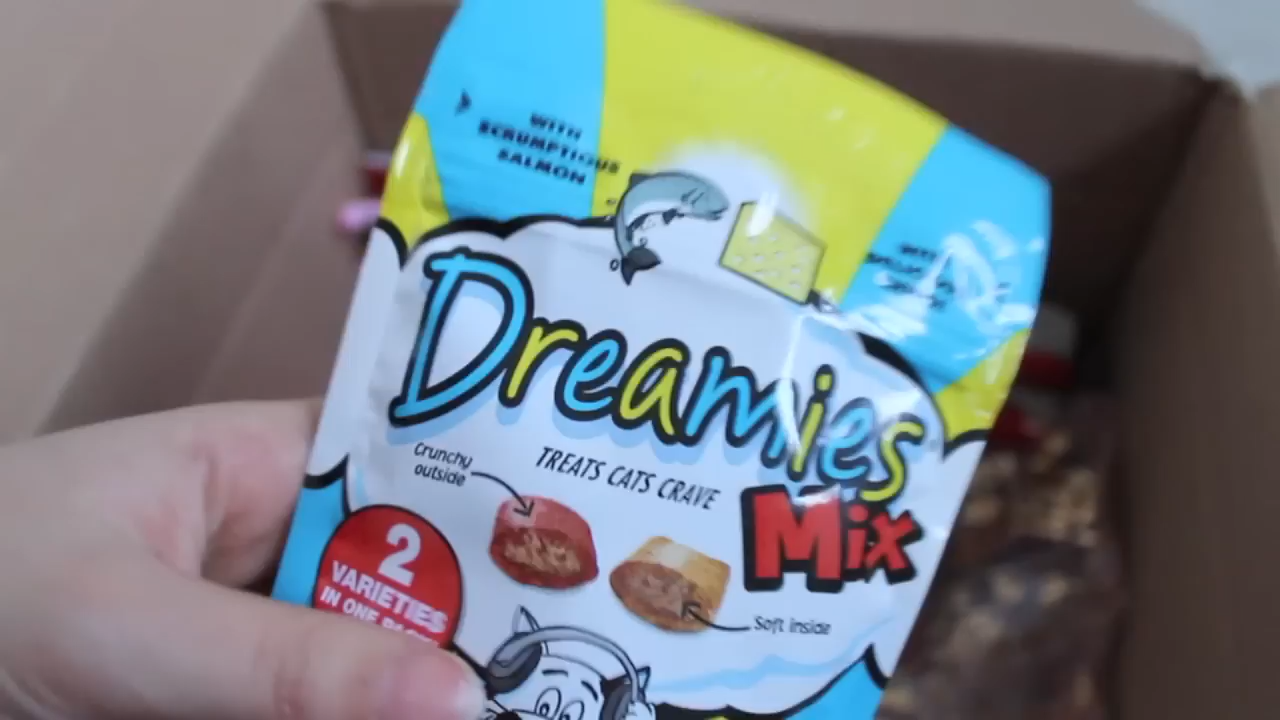 WITH
SCRUMPTIOUS
SALMON
Dreamies
Mix
TREATS CATS CRAVE
Crunchy
outside
Soft inside
2
VARIETIES
IN ONE